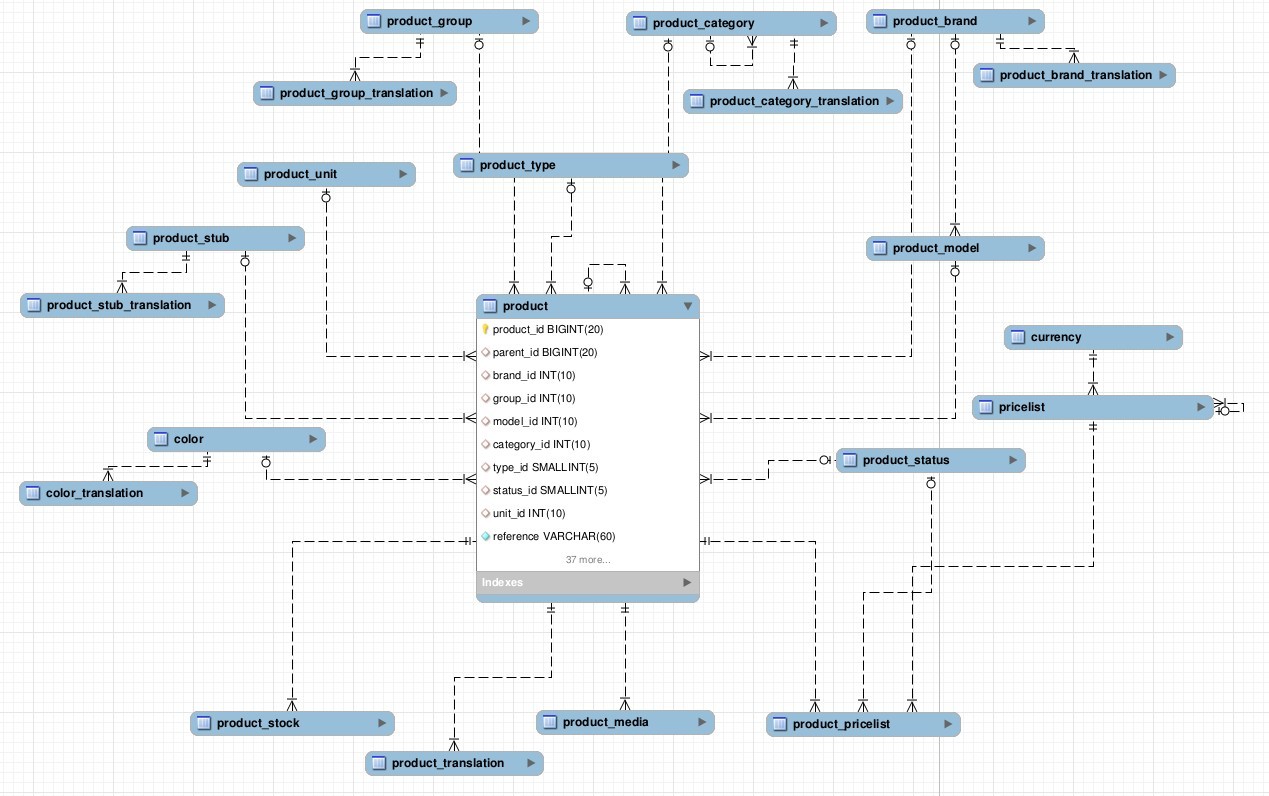 product_group
product_category
product_brand
product_group_translation
product_category_translation
product_brand_translation
product_unit
product_type
product_stub
product_model
product_stub_translation
product
currency
product_id BIGINT(20)
parent_id BIGINT(20)
brand_id INT(10)
group_id INT(10)
model_id INT(10)
category_id INT(10)
type_id SMALLINT(5)
status_id SMALLINT(5)
unit_id INT(10)
reference VARCHAR(60)
37 more...
Indexes
pricelist
color
product_status
color_translation
product_stock
product_media
product_pricelist
product_translation